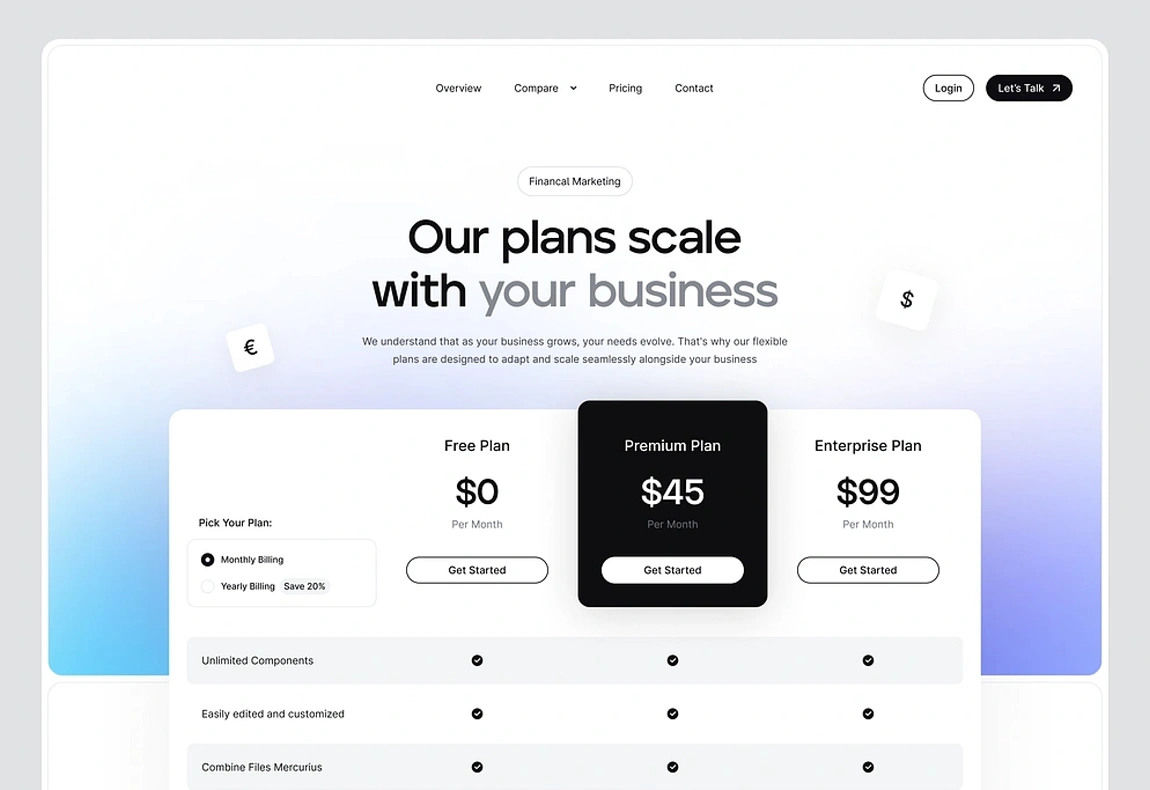 Overview
Compare
Pricing
Contact
Login
Let's Talk
Financal Marketing
Our plans scale
with your business
€
$
We understand that as your business grows, your needs evolve. That's why our flexible
plans are designed to adapt and scale seamlessly alongside your business
Pick Your Plan:
Monthly Billing
Yearly Billing Save 20%
Free Plan
$0
Per Month
Get Started
Premium Plan
$45
Per Month
Get Started
Enterprise Plan
$99
Per Month
Get Started
Unlimited Components
Easily edited and customized
Combine Files Mercurius